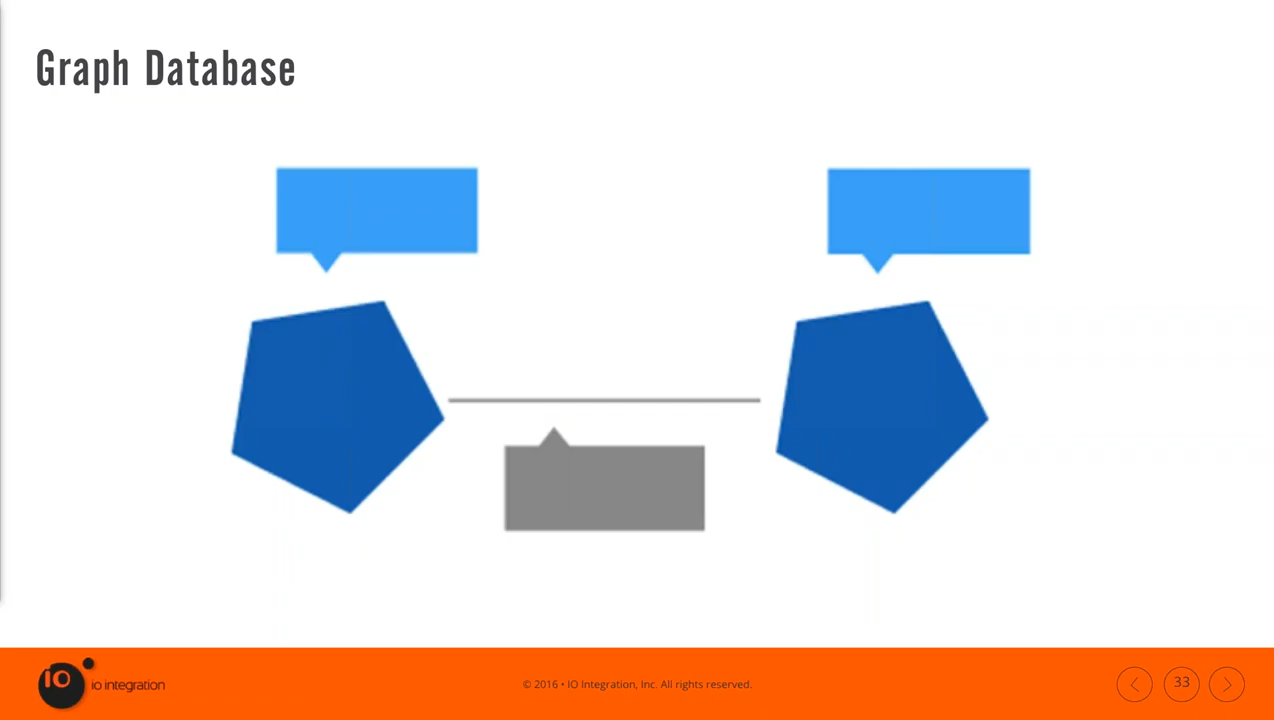 Graph Database
IO
io integration
© 2016 • IO Integration, Inc. All rights reserved.
33